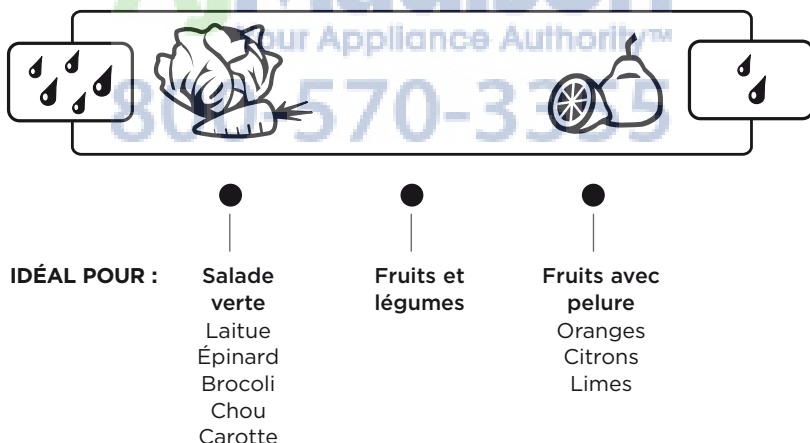 Your Appliance Authority™
800-570-3355
IDÉAL POUR :
Salade verte
Laitue
Épinard
Brocoli
Chou
Carotte
Fruits et légumes
Fruits avec pelure
Oranges
Citrons
Limes